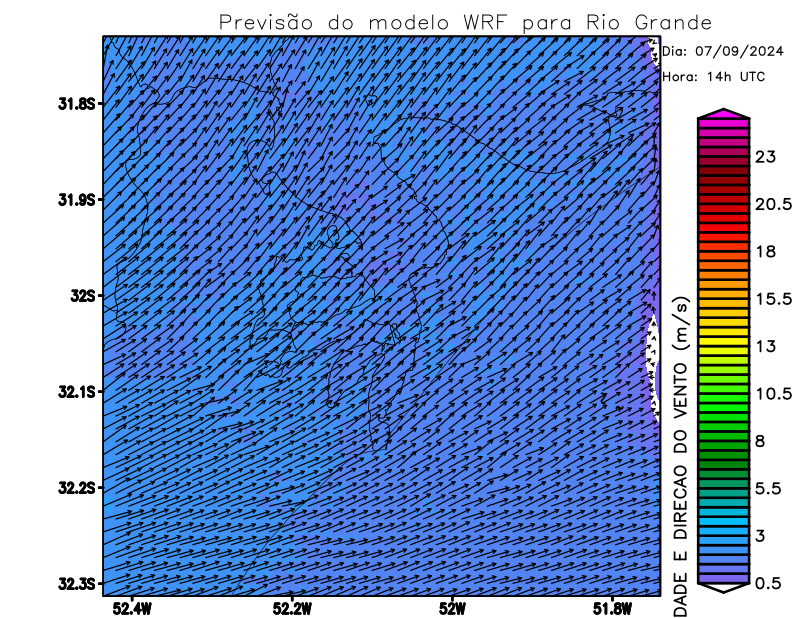 Previsão do modelo WRF para Rio Grande
Dia: 07/09/2024
Hora: 14h UTC
31.8S
31.9S
32S
32.1S
32.2S
32.3S
52.4W
52.2W
52W
51.8W
DADE E DIRECAO DO VENTO (m/s)
23
20.5
18
15.5
13
10.5
8
5.5
3
0.5